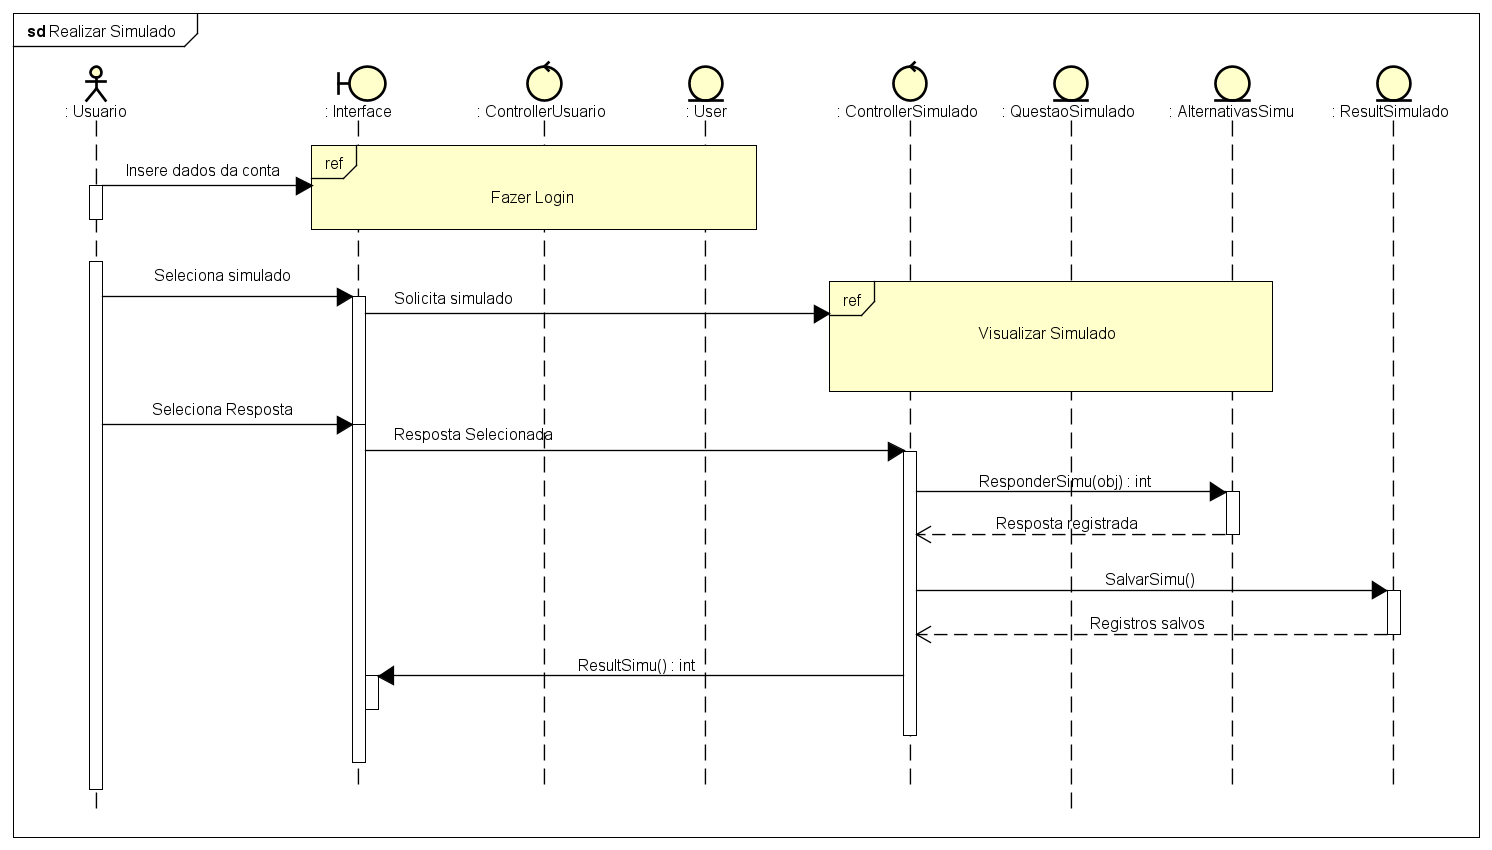 sd Realizar Simulado
: Usuario
: Interface
: ControllerUsuario
: User
: ControllerSimulado
: QuestaoSimulado
: AlternativasSimu
: ResultSimulado
ref
Insere dados da conta
Fazer Login
Seleciona simulado
Solicita simulado
ref
Visualizar Simulado
Seleciona Resposta
Resposta Selecionada
ResponderSimu(obj) : int
Resposta registrada
SalvarSimu()
Registros salvos
ResultSimu() : int